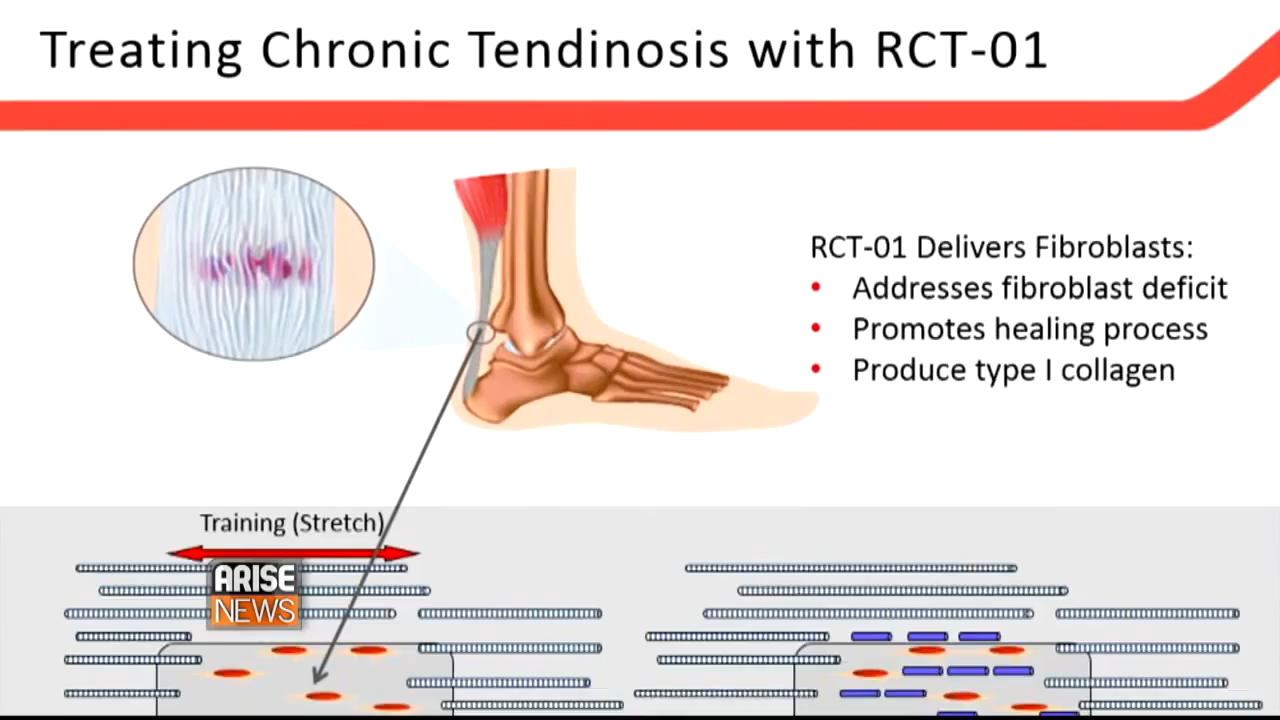 Treating Chronic Tendinosis with RCT-01
RCT-01 Delivers Fibroblasts:
• Addresses fibroblast deficit
• Promotes healing process
• Produce type I collagen
Training (Stretch)
ARISE
NEWS